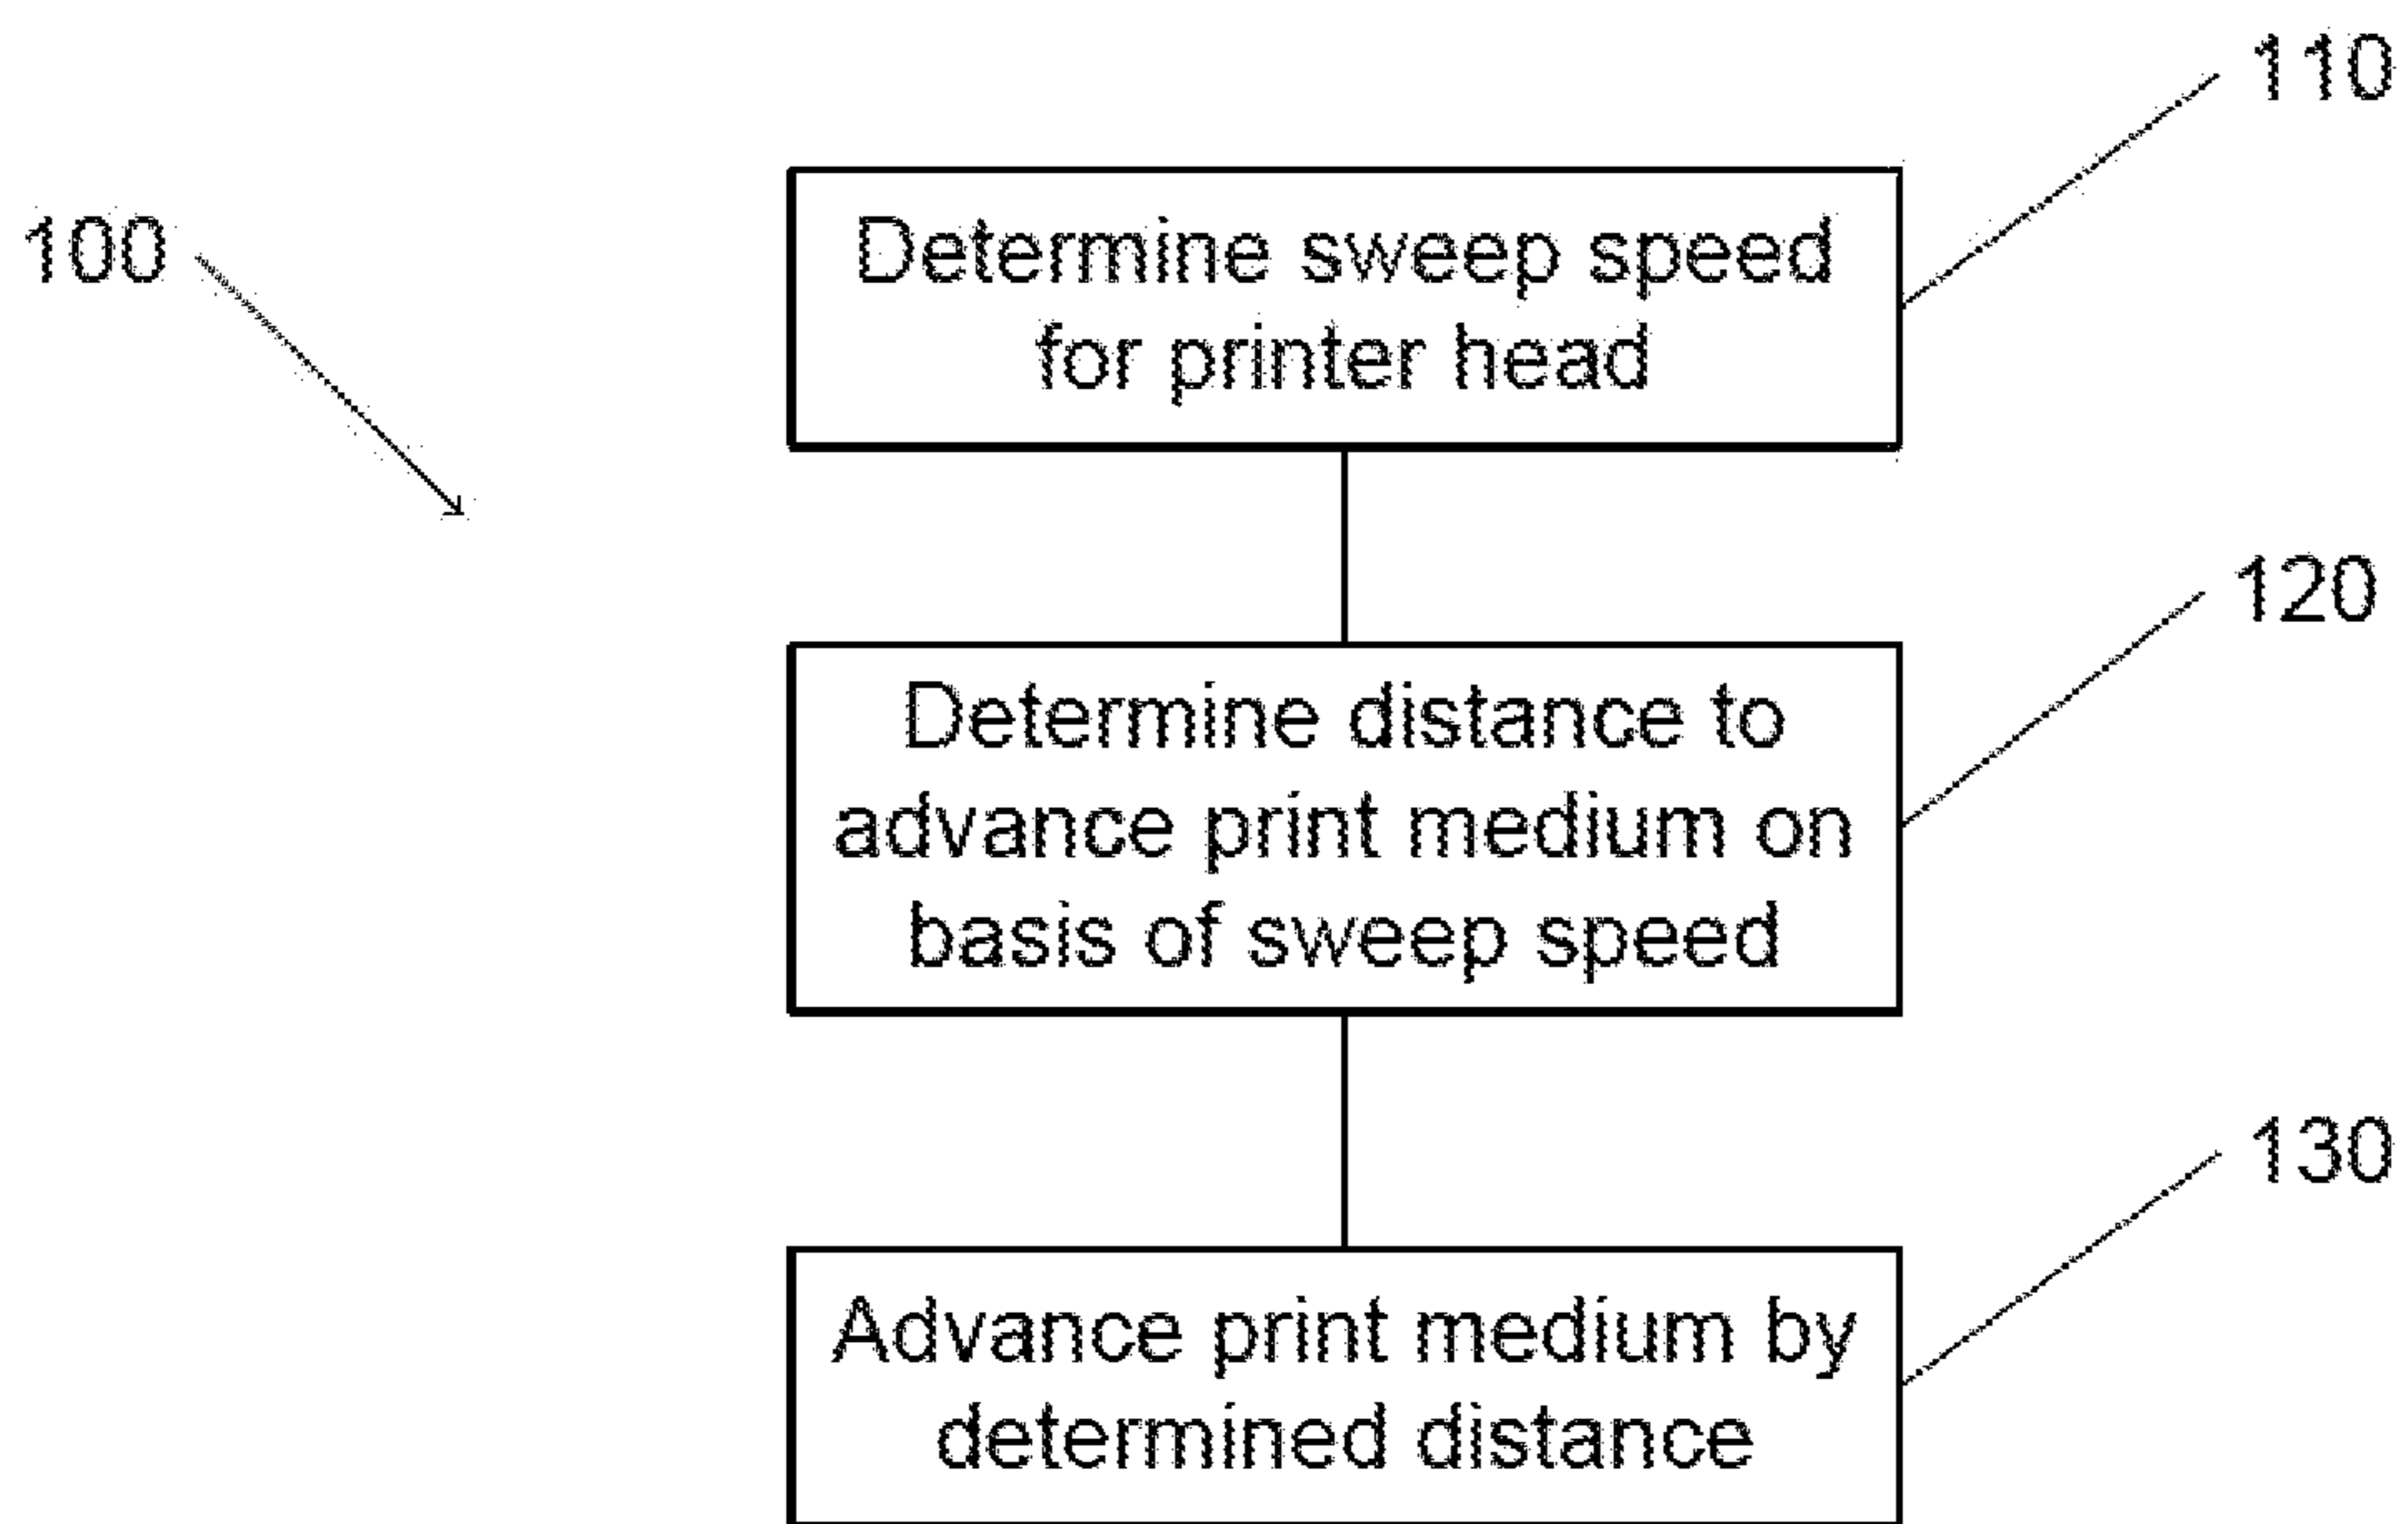 110
100
Determine sweep speed
for printer head
120
Determine distance to
advance print medium on
basis of sweep speed
130
Advance print medium by
determined distance